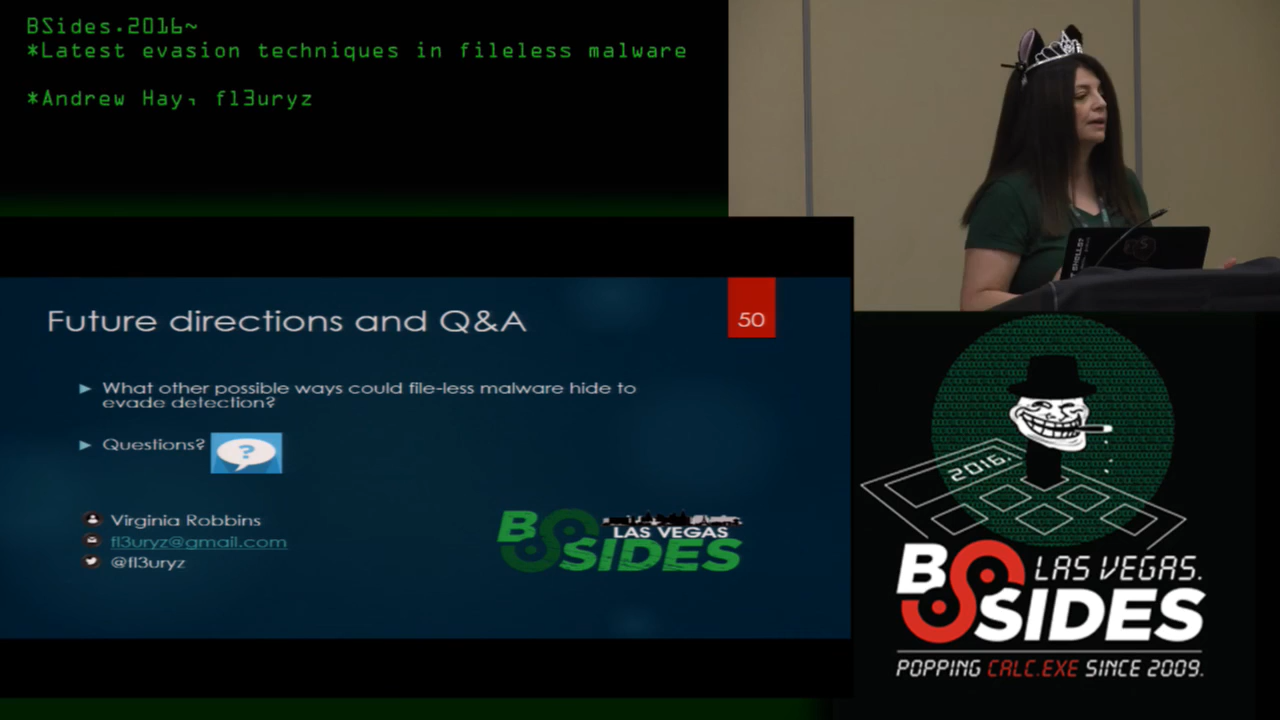 BSides.2016~
*Latest evasion techniques in fileless malware
*Andrew Hay, fl3uryz
Future directions and Q&A
50
What other possible ways could file-less malware hide to
evade detection?
Questions?
?
Virginia Robbins
fl3uryz@gmail.com
@fl3uryz
BSIDES
LAS VEGAS
2016.
BSIDES
LAS VEGAS.
POPPING CALC.EXE SINCE 2009.